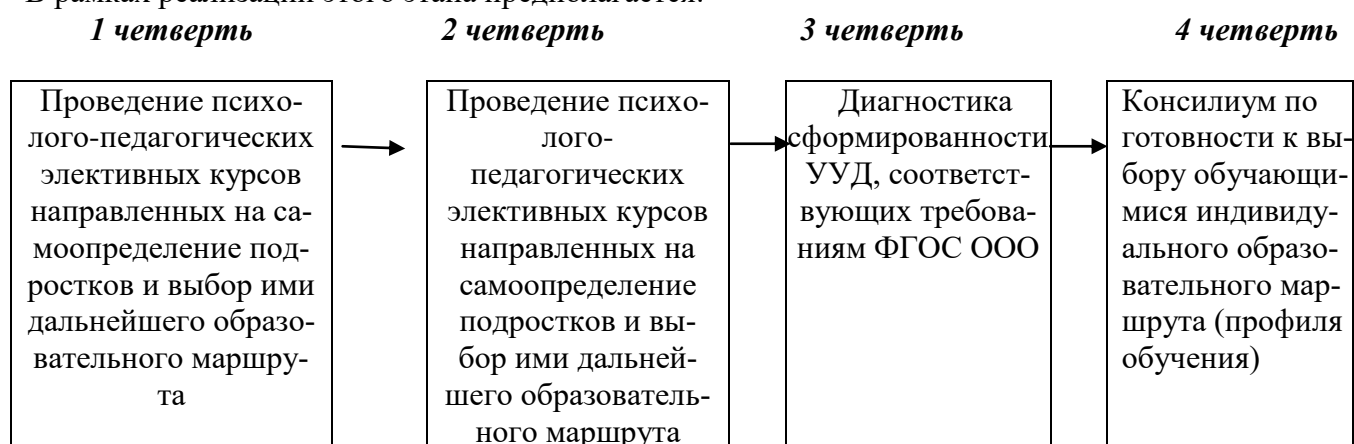 В рамках реализации этого этапа предполагается:
1 четверть
2 четверть
3 четверть
4 четверть
Проведение психо-
лого-педагогических
элективных курсов
направленных на са-
моопределение под-
ростков и выбор ими
дальнейшего образо-
вательного маршру-
та
Проведение психо-
лого-
педагогических
элективных курсов
направленных на
самоопределение
подростков и вы-
бор ими дальней-
шего образователь-
ного маршрута
Диагностика
сформированности
УУД, соответст-
вующих требова-
ниям ФГОС ООО
Консилиум по
готовности к вы-
бору обучающи-
мися индивиду-
ального образо-
вательного мар-
шрута (профиля
обучения)